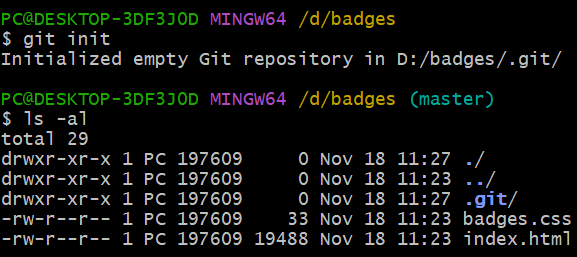 PC@DESKTOP-3DF3JOD MINGW64 /d/badges
$ git init
Initialized empty Git repository in D:/badges/.git/
PC@DESKTOP-3DF3JOD MINGW64 /d/badges (master)
$ ls -al
total 29
drwxr-xr-x 1 PC 197609     0 Nov 18 11:27 ./
drwxr-xr-x 1 PC 197609     0 Nov 18 11:23 ../
drwxr-xr-x 1 PC 197609     0 Nov 18 11:27 .git/
-rw-r--r-- 1 PC 197609    33 Nov 18 11:23 badges.css
-rw-r--r-- 1 PC 197609 19488 Nov 18 11:23 index.html